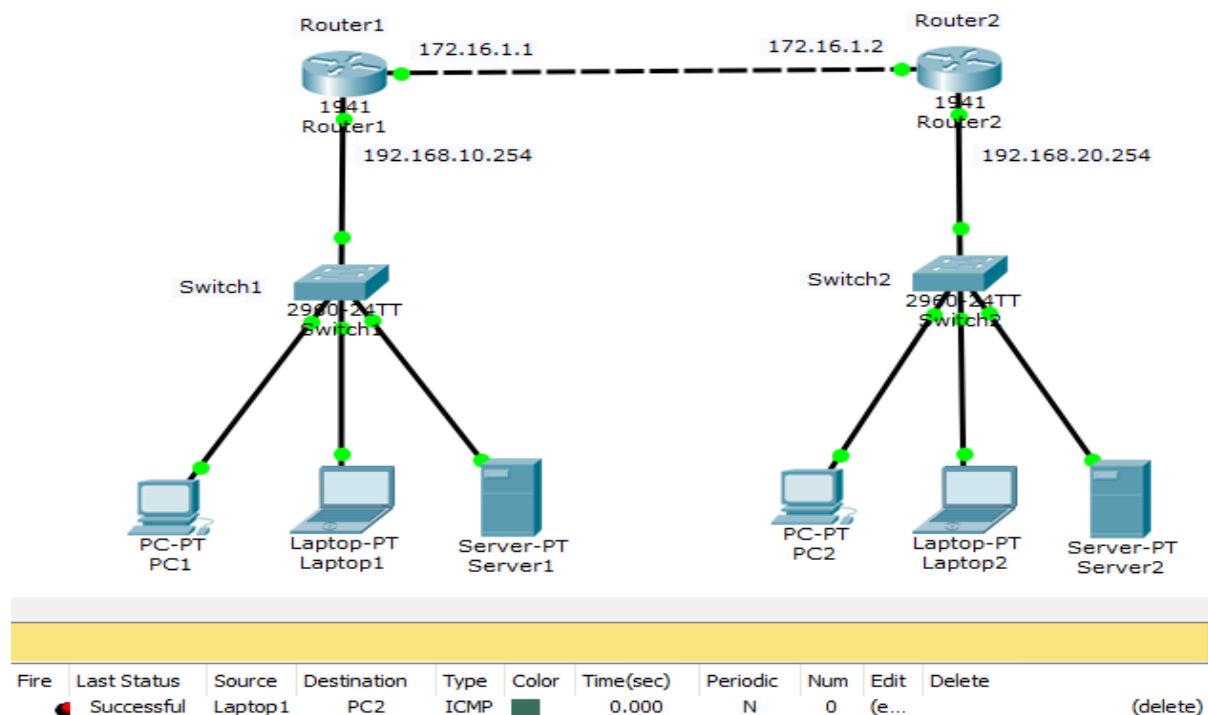 Router1
Router2
172.16.1.1
172.16.1.2
1941
Router1
1941
Router2
192.168.10.254
192.168.20.254
Switch1
2960-24TT
Switch1
Switch2
2960-24TT
Switch2
PC-PT
PC1
Laptop-PT
Laptop1
Server-PT
Server1
PC-PT
PC2
Laptop-PT
Laptop2
Server-PT
Server2
Fire Last Status Source Destination Type Color Time(sec) Periodic Num Edit Delete
Successful Laptop1 PC2 ICMP 0.000 N 0 (e... (delete)